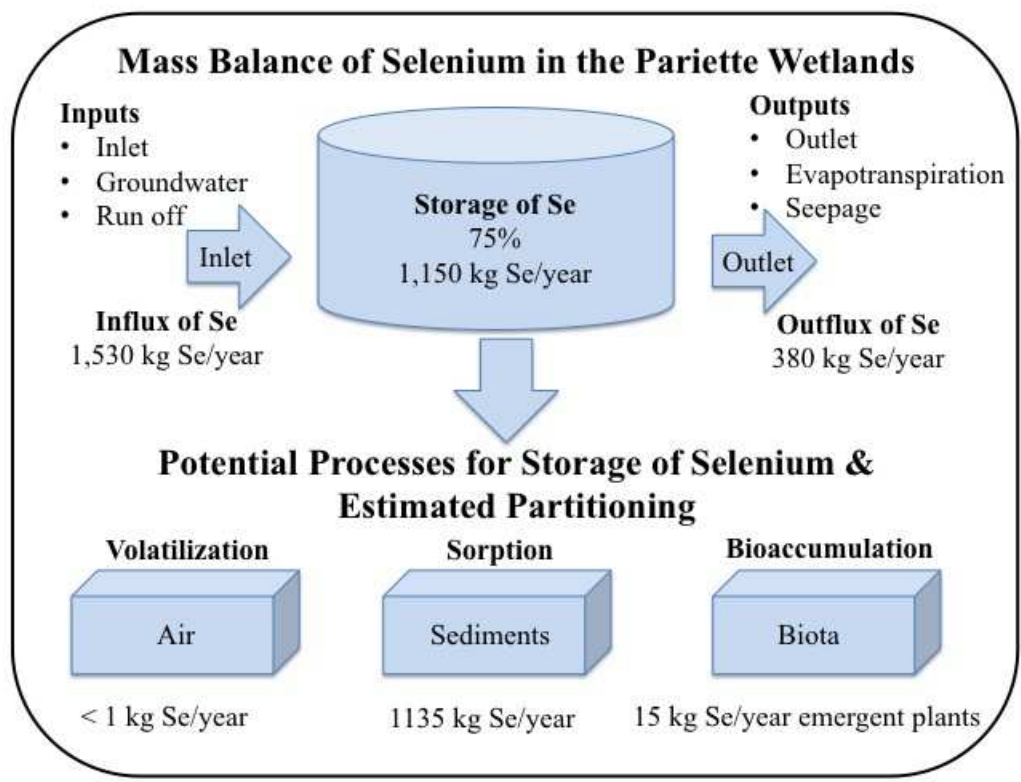 Mass Balance of Selenium in the Pariette Wetlands
Inputs
• Inlet
• Groundwater
• Run off
Inlet
Influx of Se
1,530 kg Se/year
Storage of Se
75%
1,150 kg Se/year
Outputs
• Outlet
• Evapotranspiration
• Seepage
Outlet
Outflux of Se
380 kg Se/year
Potential Processes for Storage of Selenium &
Estimated Partitioning
Volatilization
Air
< 1 kg Se/year
Sorption
Sediments
1135 kg Se/year
Bioaccumulation
Biota
15 kg Se/year emergent plants